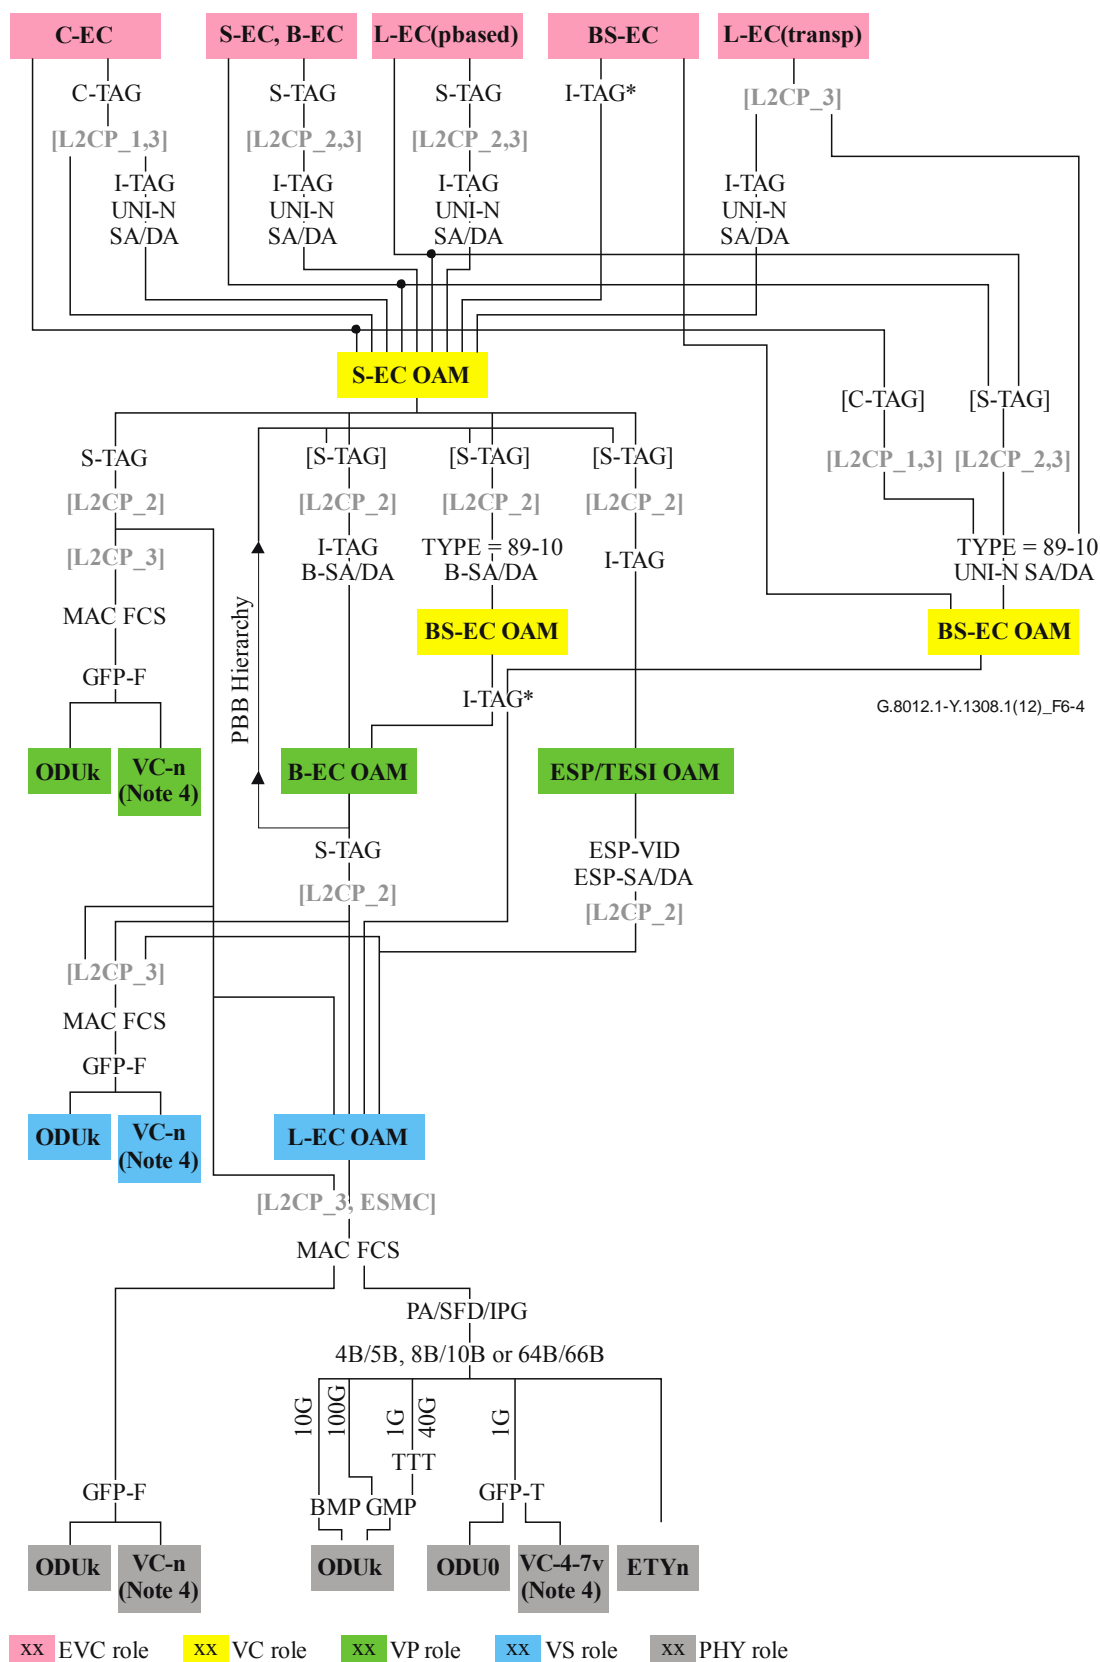 C-EC
S-EC, B-EC
L-EC(pbased)
BS-EC
L-EC(transp)
C-TAG
S-TAG
S-TAG
I-TAG*
[L2CP_3]
[L2CP_1,3]
[L2CP_2,3]
[L2CP_2,3]
I-TAG
UNI-N
SA/DA
I-TAG
UNI-N
SA/DA
I-TAG
UNI-N
SA/DA
I-TAG
UNI-N
SA/DA
S-EC OAM
[C-TAG]
[S-TAG]
S-TAG
[S-TAG]
[S-TAG]
[S-TAG]
[L2CP_1,3]
[L2CP_2,3]
[L2CP_2]
[L2CP_2]
[L2CP_2]
[L2CP_2]
[L2CP_3]
I-TAG
B-SA/DA
TYPE = 89-10
B-SA/DA
I-TAG
TYPE = 89-10
UNI-N SA/DA
MAC FCS
BS-EC OAM
BS-EC OAM
GFP-F
PBB Hierarchy
I-TAG*
G.8012.1-Y.1308.1(12)_F6-4
ODUk
VC-n
(Note 4)
B-EC OAM
ESP/TESI OAM
S-TAG
ESP-VID
ESP-SA/DA
[L2CP_2]
[L2CP_2]
[L2CP_3]
MAC FCS
GFP-F
ODUk
VC-n
(Note 4)
L-EC OAM
[L2CP_3, ESMC]
MAC FCS
PA/SFD/IPG
4B/5B, 8B/10B or 64B/66B
10G
100G
1G
40G
1G
TTT
GFP-F
BMP
GMP
GFP-T
ODUk
VC-n
(Note 4)
ODUk
ODU0
VC-4-7v
(Note 4)
ETYn
xx EVC role
xx VC role
xx VP role
xx VS role
xx PHY role